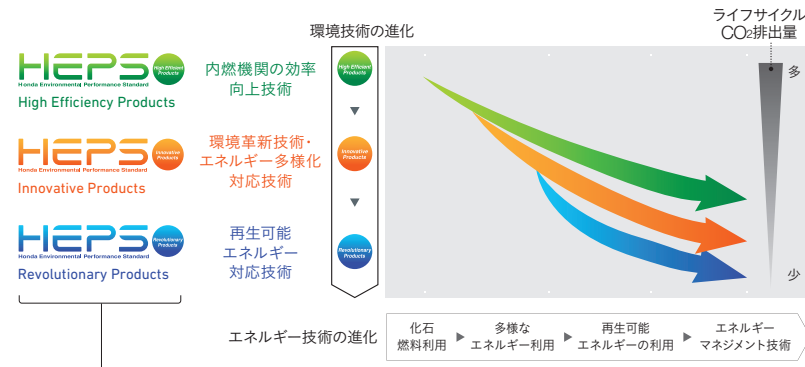 環境技術の進化
ライフサイクル
CO2排出量
HEPS
High Efficient
Products
Honda Environmental Performance Standard
High Efficiency Products
内燃機関の効率
向上技術
High Efficient
Products
多
HEPS
Innovative
Products
Honda Environmental Performance Standard
Innovative Products
環境革新技術・
エネルギー多様化
対応技術
Innovative
Products
HEPS
Revolutionary
Products
Honda Environmental Performance Standard
Revolutionary Products
再生可能
エネルギー
対応技術
Revolutionary
Products
少
エネルギー技術の進化
化石
燃料利用
多様な
エネルギー利用
再生可能
エネルギーの利用
エネルギー
マネジメント技術